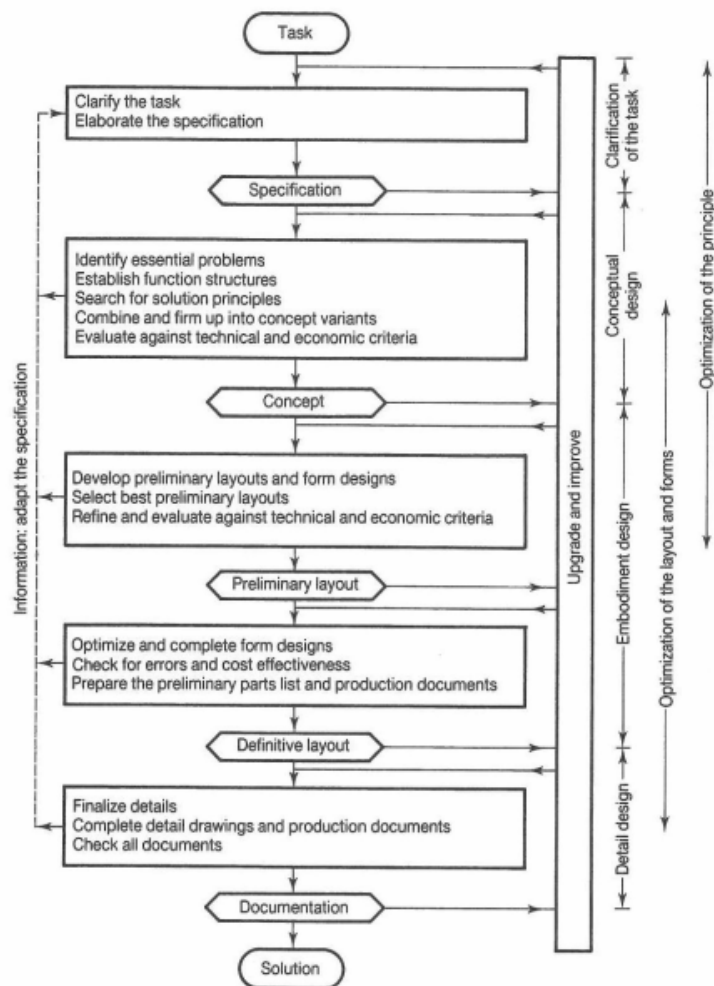 Task
Clarify the task
Elaborate the specification
Specification
Identify essential problems
Establish function structures
Search for solution principles
Combine and firm up into concept variants
Evaluate against technical and economic criteria
Concept
Develop preliminary layouts and form designs
Select best preliminary layouts
Refine and evaluate against technical and economic criteria
Preliminary layout
Optimize and complete form designs
Check for errors and cost effectiveness
Prepare the preliminary parts list and production documents
Definitive layout
Finalize details
Complete detail drawings and production documents
Check all documents
Documentation
Solution
Information: adapt the specification
Upgrade and improve
Clarification
of the task
Conceptual
design
Embodiment design
Detail design
Optimization of the layout and forms
Optimization of the principle